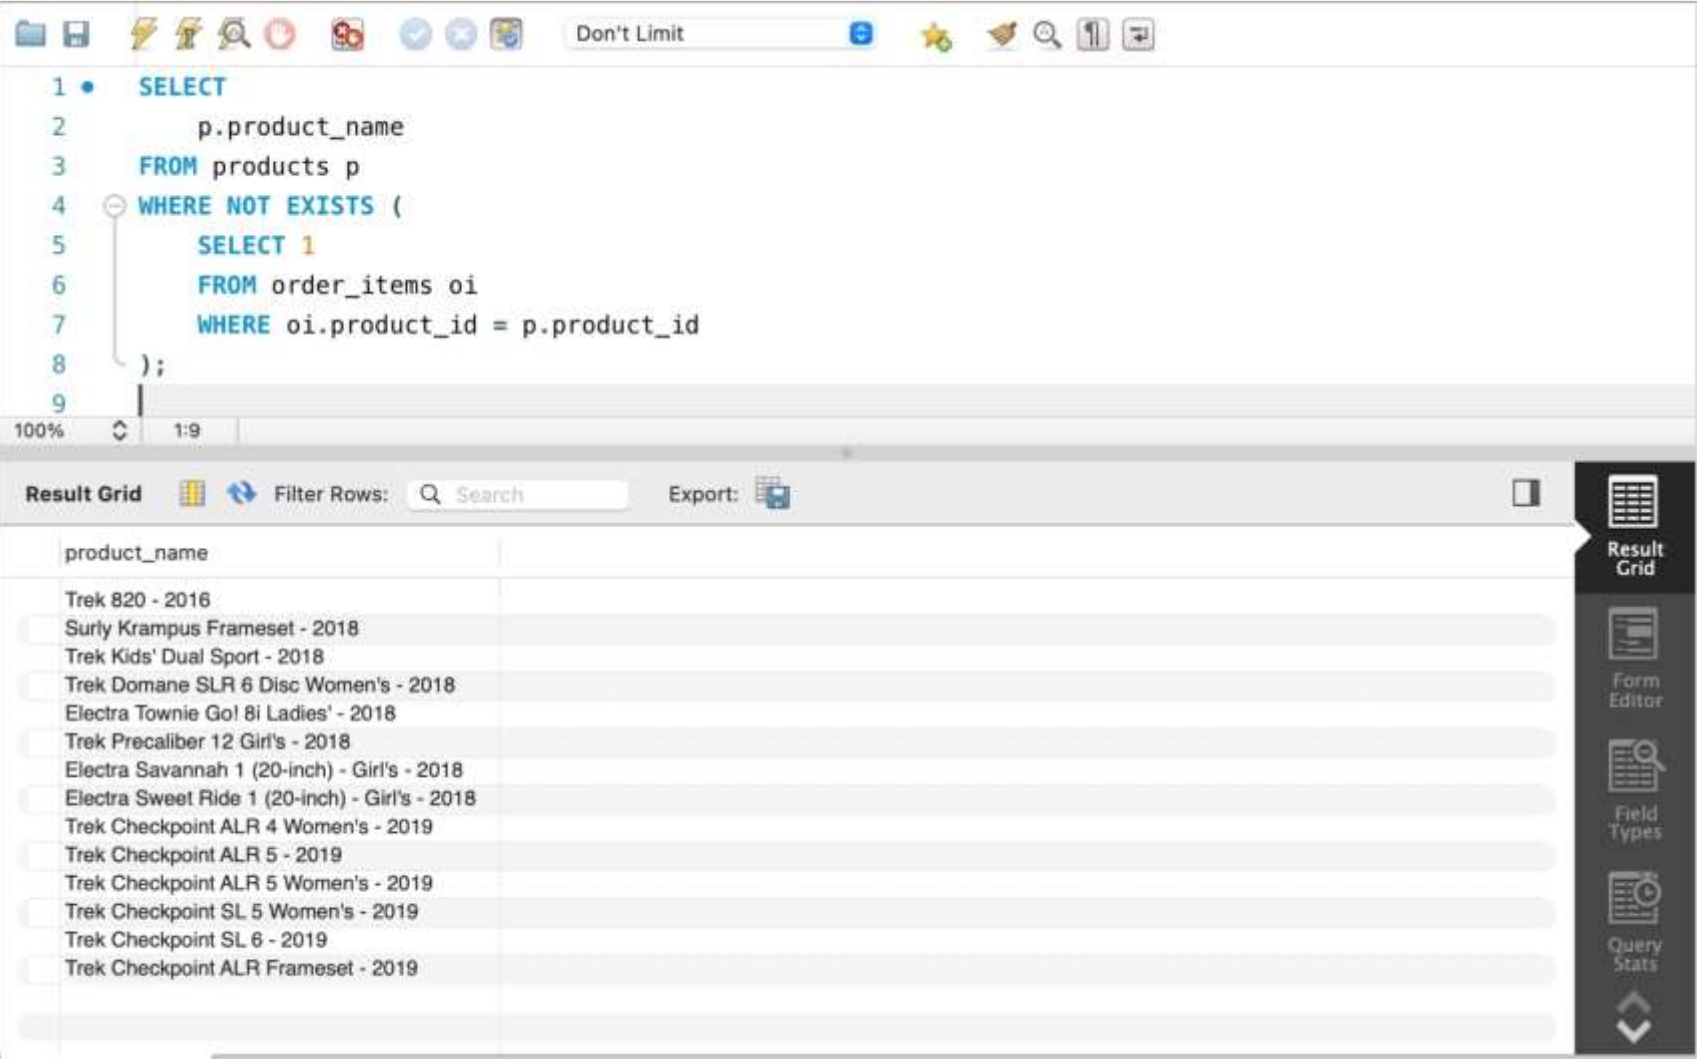 Don't Limit
1 SELECT
2 p.product_name
3 FROM products p
4 WHERE NOT EXISTS (
5 SELECT 1
6 FROM order_items oi
7 WHERE oi.product_id = p.product_id
8 );
9
100% 1:9
Result Grid Filter Rows: Search Export:
product_name
Trek 820 - 2016
Surly Krampus Frameset - 2018
Trek Kids' Dual Sport - 2018
Trek Domane SLR 6 Disc Women's - 2018
Electra Townie Go! 8i Ladies' - 2018
Trek Precaliber 12 Girl's - 2018
Electra Savannah 1 (20-inch) - Girl's - 2018
Electra Sweet Ride 1 (20-inch) - Girl's - 2018
Trek Checkpoint ALR 4 Women's - 2019
Trek Checkpoint ALR 5 - 2019
Trek Checkpoint ALR 5 Women's - 2019
Trek Checkpoint SL 5 Women's - 2019
Trek Checkpoint SL 6 - 2019
Trek Checkpoint ALR Frameset - 2019
Result
Grid
Form
Editor
Field
Types
Query
Stats